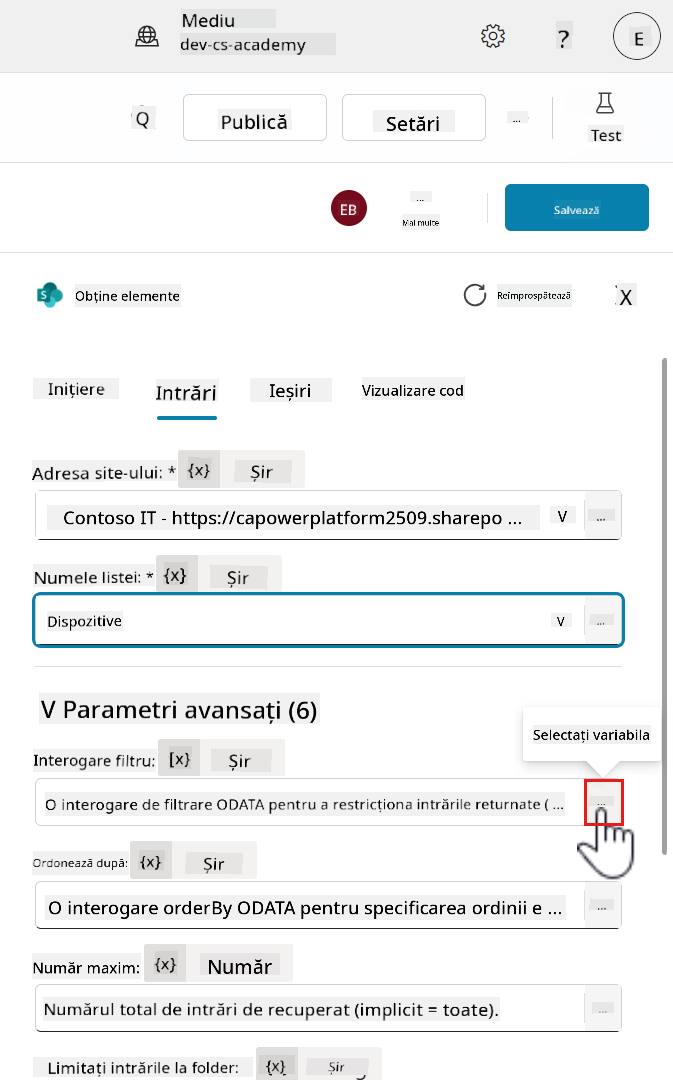 Mediu
dev-cs-academy
?
E
Q
Publică
Setări
...
Test
EB
...
Mai multe
Salvează
S
Obține elemente
Reîmprospătează
X
Inițiere
Intrări
Ieșiri
Vizualizare cod
Adresa site-ului: *
{x}
Șir
Contoso IT - https://capowerplatform2509.sharepo ...
V
...
Numele listei: *
{x}
Șir
Dispozitive
V
...
V Parametri avansați (6)
Selectați variabila
Interogare filtru:
[x}
Șir
O interogare de filtrare ODATA pentru a restricționa intrările returnate ( ...
...
Ordonează după:
{x}
Șir
O interogare orderBy ODATA pentru specificarea ordinii e ...
...
Număr maxim:
{x}
Număr
Numărul total de intrări de recuperat (implicit = toate).
...
Limitați intrările la folder:
{x}
Șir